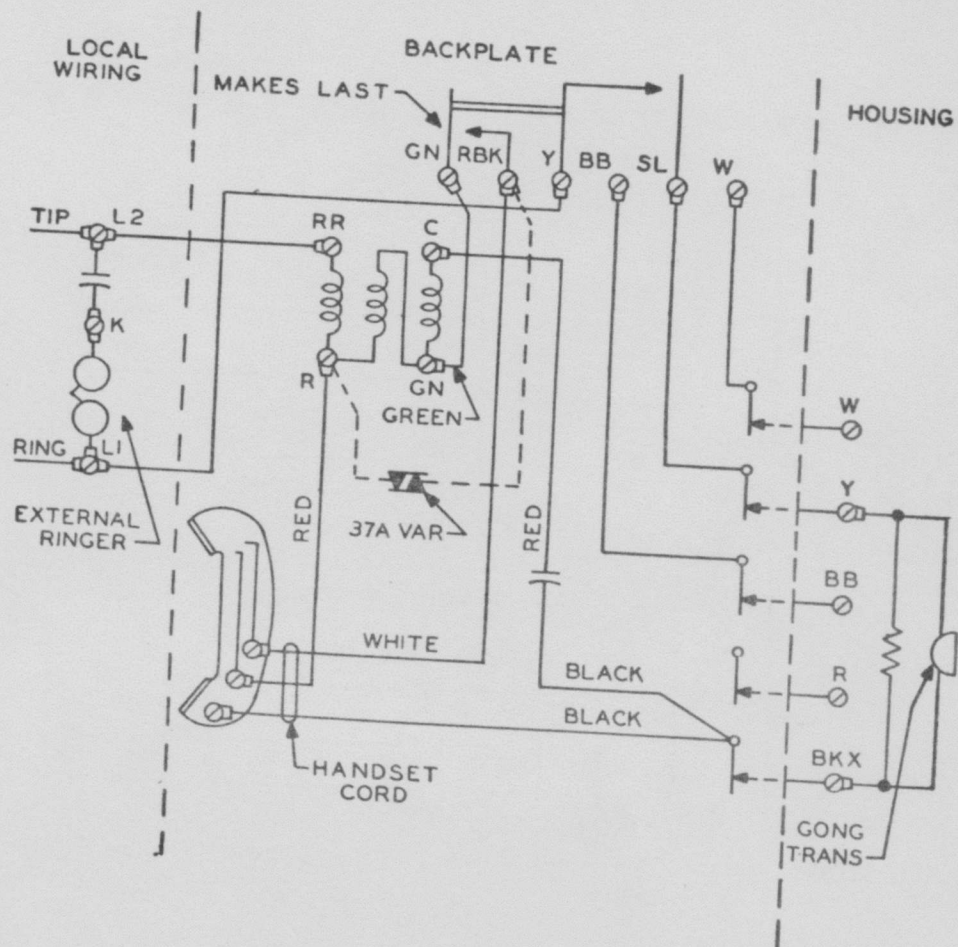 LOCAL
WIRING
BACKPLATE
MAKES LAST
HOUSING
GN
RBK
Y
BB
SL
W
TIP
L2
RR
C
K
R
GN
GREEN
W
RING
L1
EXTERNAL
RINGER
RED
37A VAR
RED
Y
BB
WHITE
BLACK
R
BLACK
HANDSET
CORD
BKX
GONG
TRANS